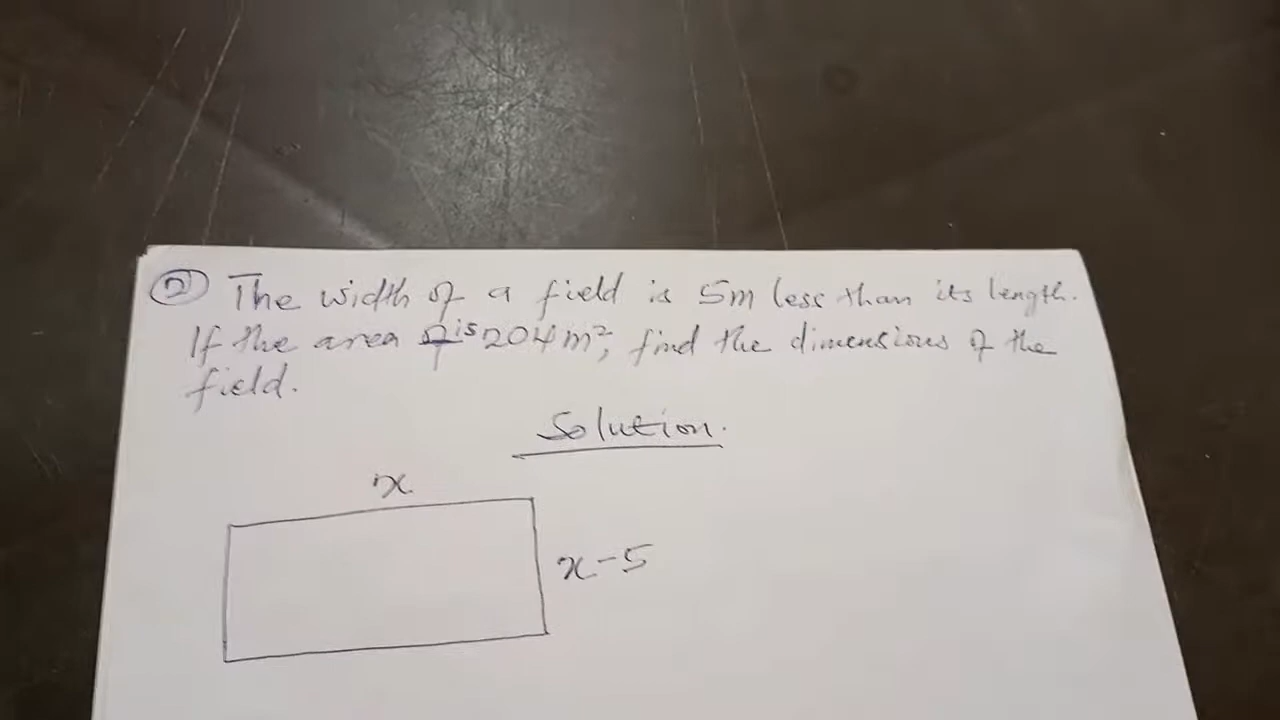 ② The width of a field is 5m less than its length.
If the area is 204m², find the dimensions of the
field.
Solution.
x
x-5